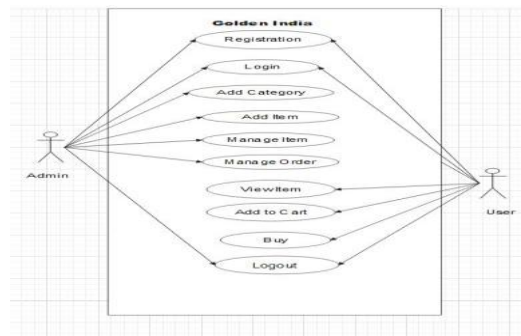 Golden India
Registration
Login
Add Category
Add Item
Manage Item
Manage Order
Admin
ViewItem
Add to Cart
User
Buy
Logout